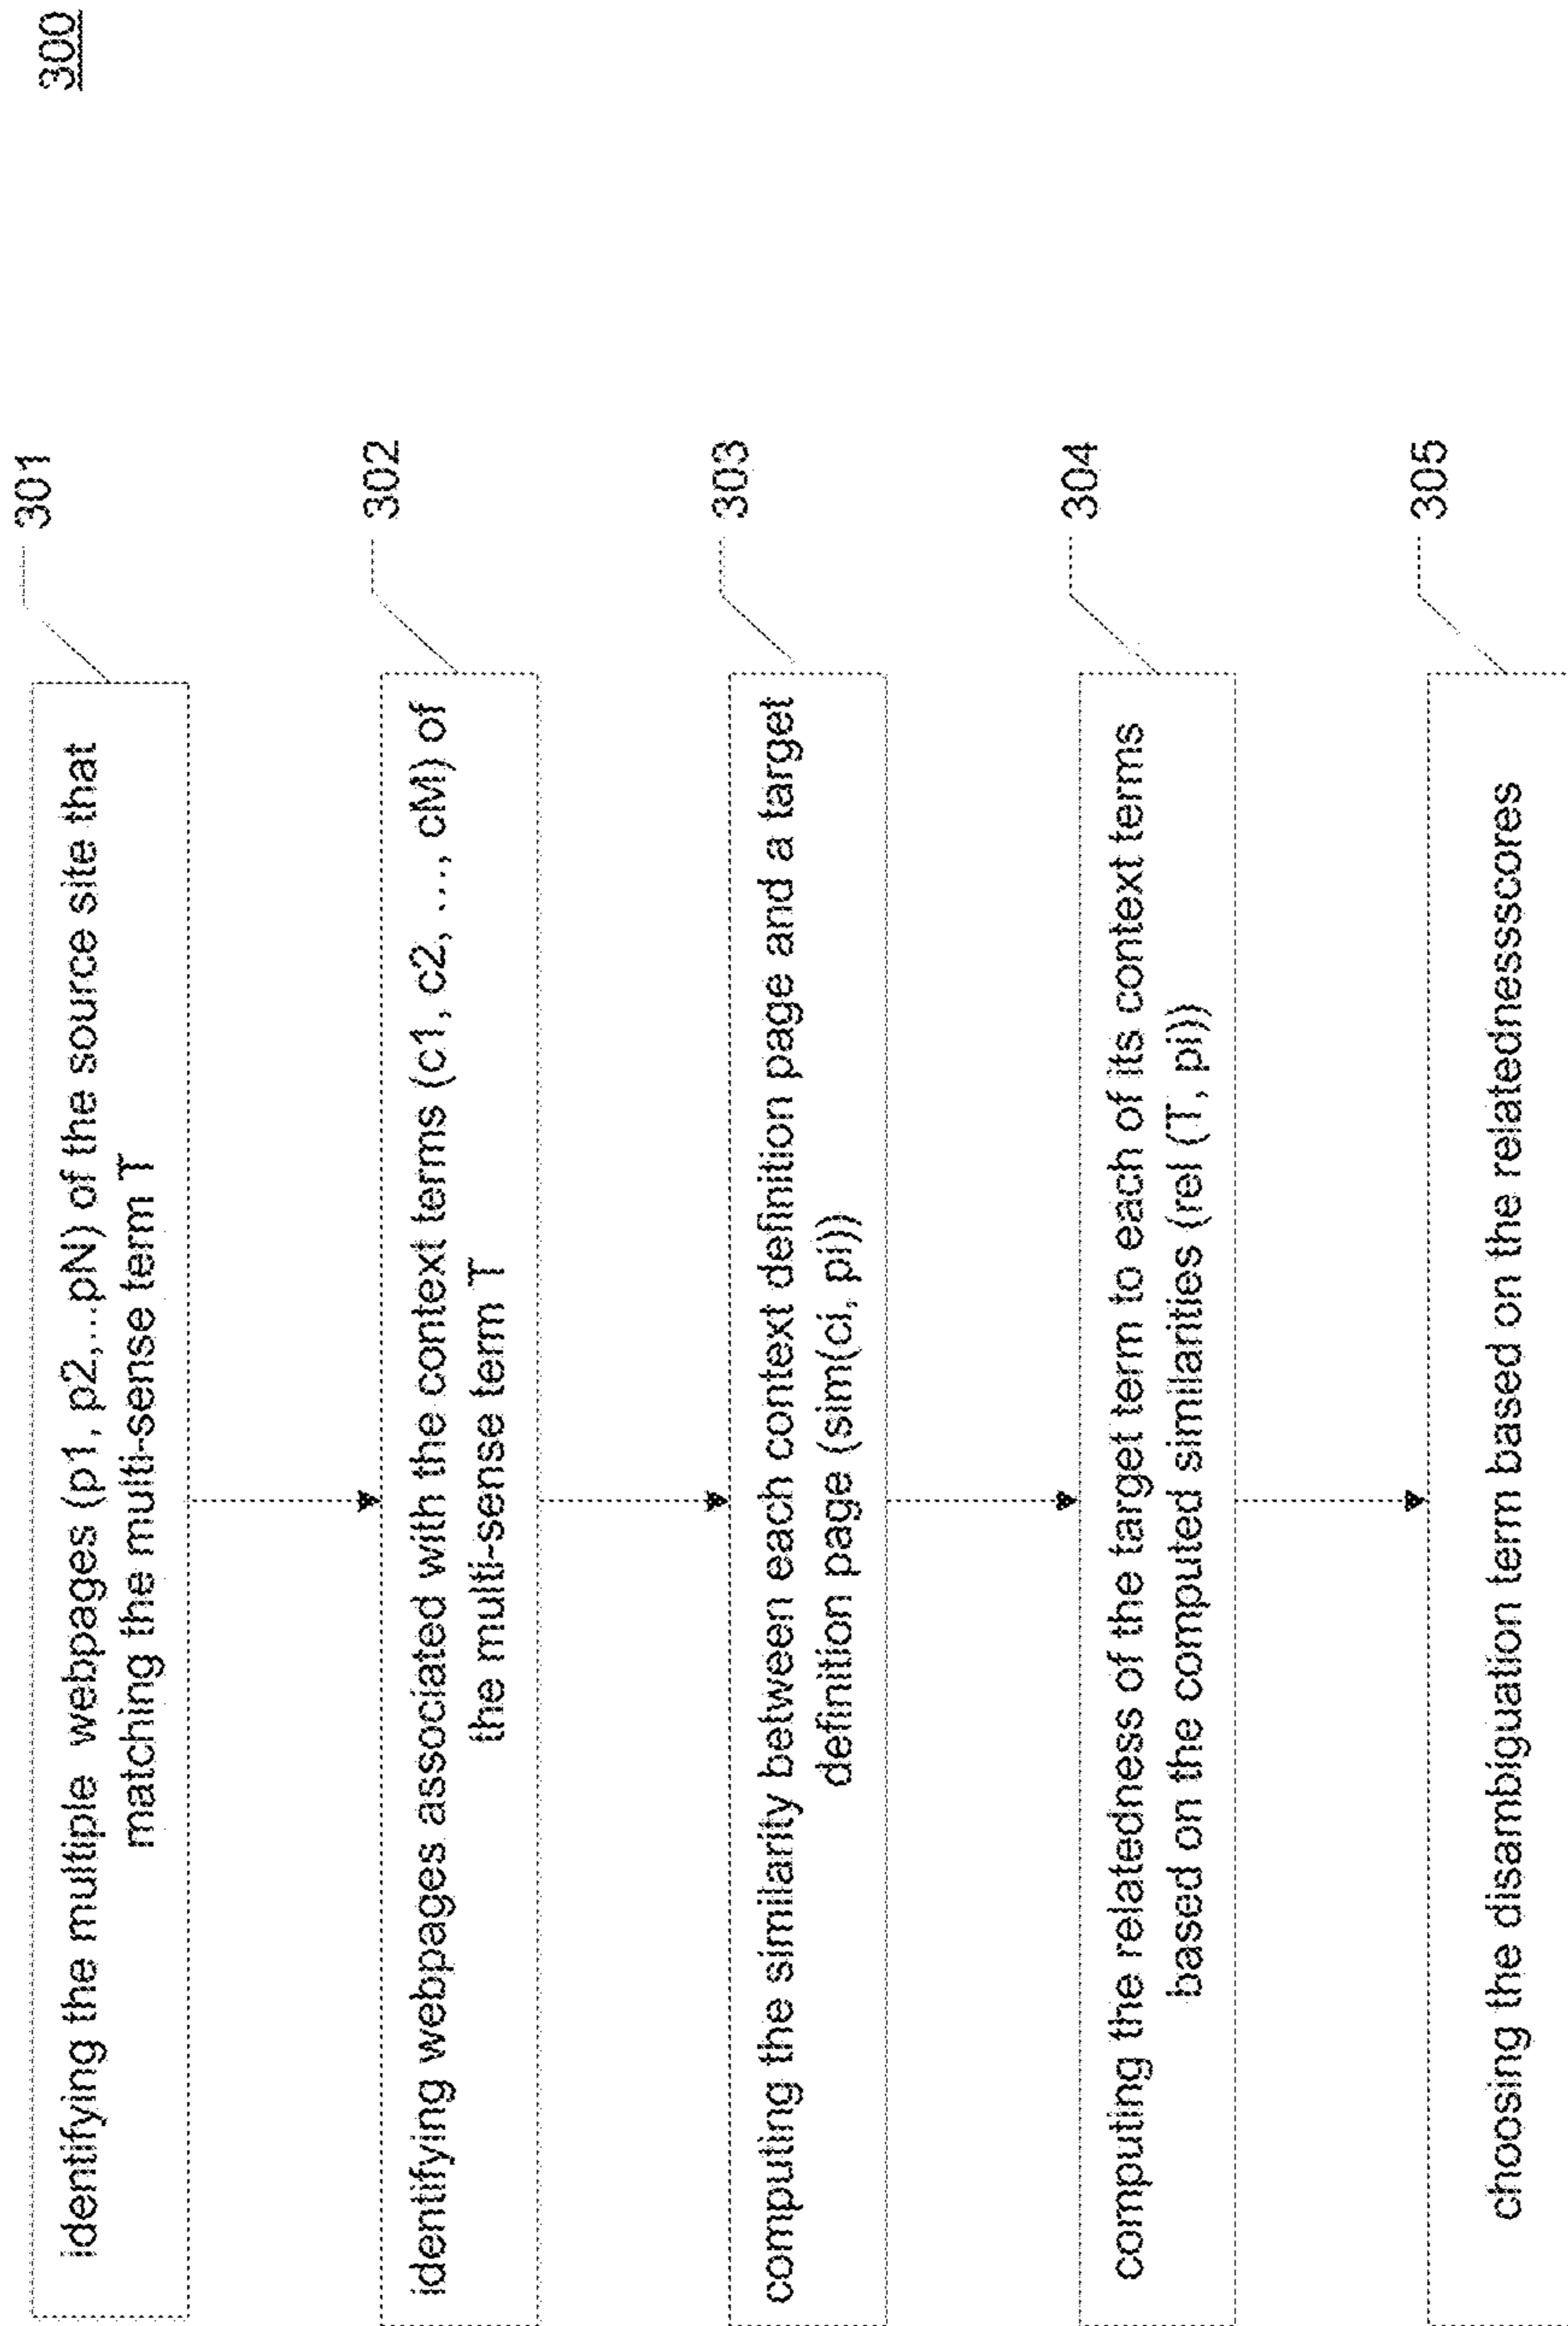 300
301
identifying the multiple webpages (p1, p2,...pN) of the source site that
matching the multi-sense term T
302
identifying webpages associated with the context terms (c1, c2, ..., cM) of
the multi-sense term T
303
computing the similarity between each context definition page and a target
definition page (sim(ci, pi))
304
computing the relatedness of the target term to each of its context terms
based on the computed similarities (rel (T, pi))
305
choosing the disambiguation term based on the relatednessscores